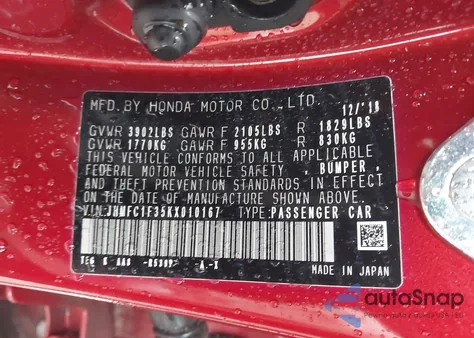 MFD.BY HONDA MOTOR CO.,LTD. 12/'18
GVWR 3902LBS GAWR F 2105LBS R 1829LBS
GVWR 1770KG GAWR F 955KG R 830KG
THIS VEHICLE CONFORMS TO ALL APPLICABLE
FEDERAL MOTOR VEHICLE SAFETY , BUMPER ,
AND THEFT PREVENTION STANDARDS IN EFFECT
ON THE DATE OF MANUFACTURE SHOWN ABOVE.
VIN:JHMFC1F35KX010167 TYPE:PASSENGER CAR
MADE IN JAPAN
autoSnap